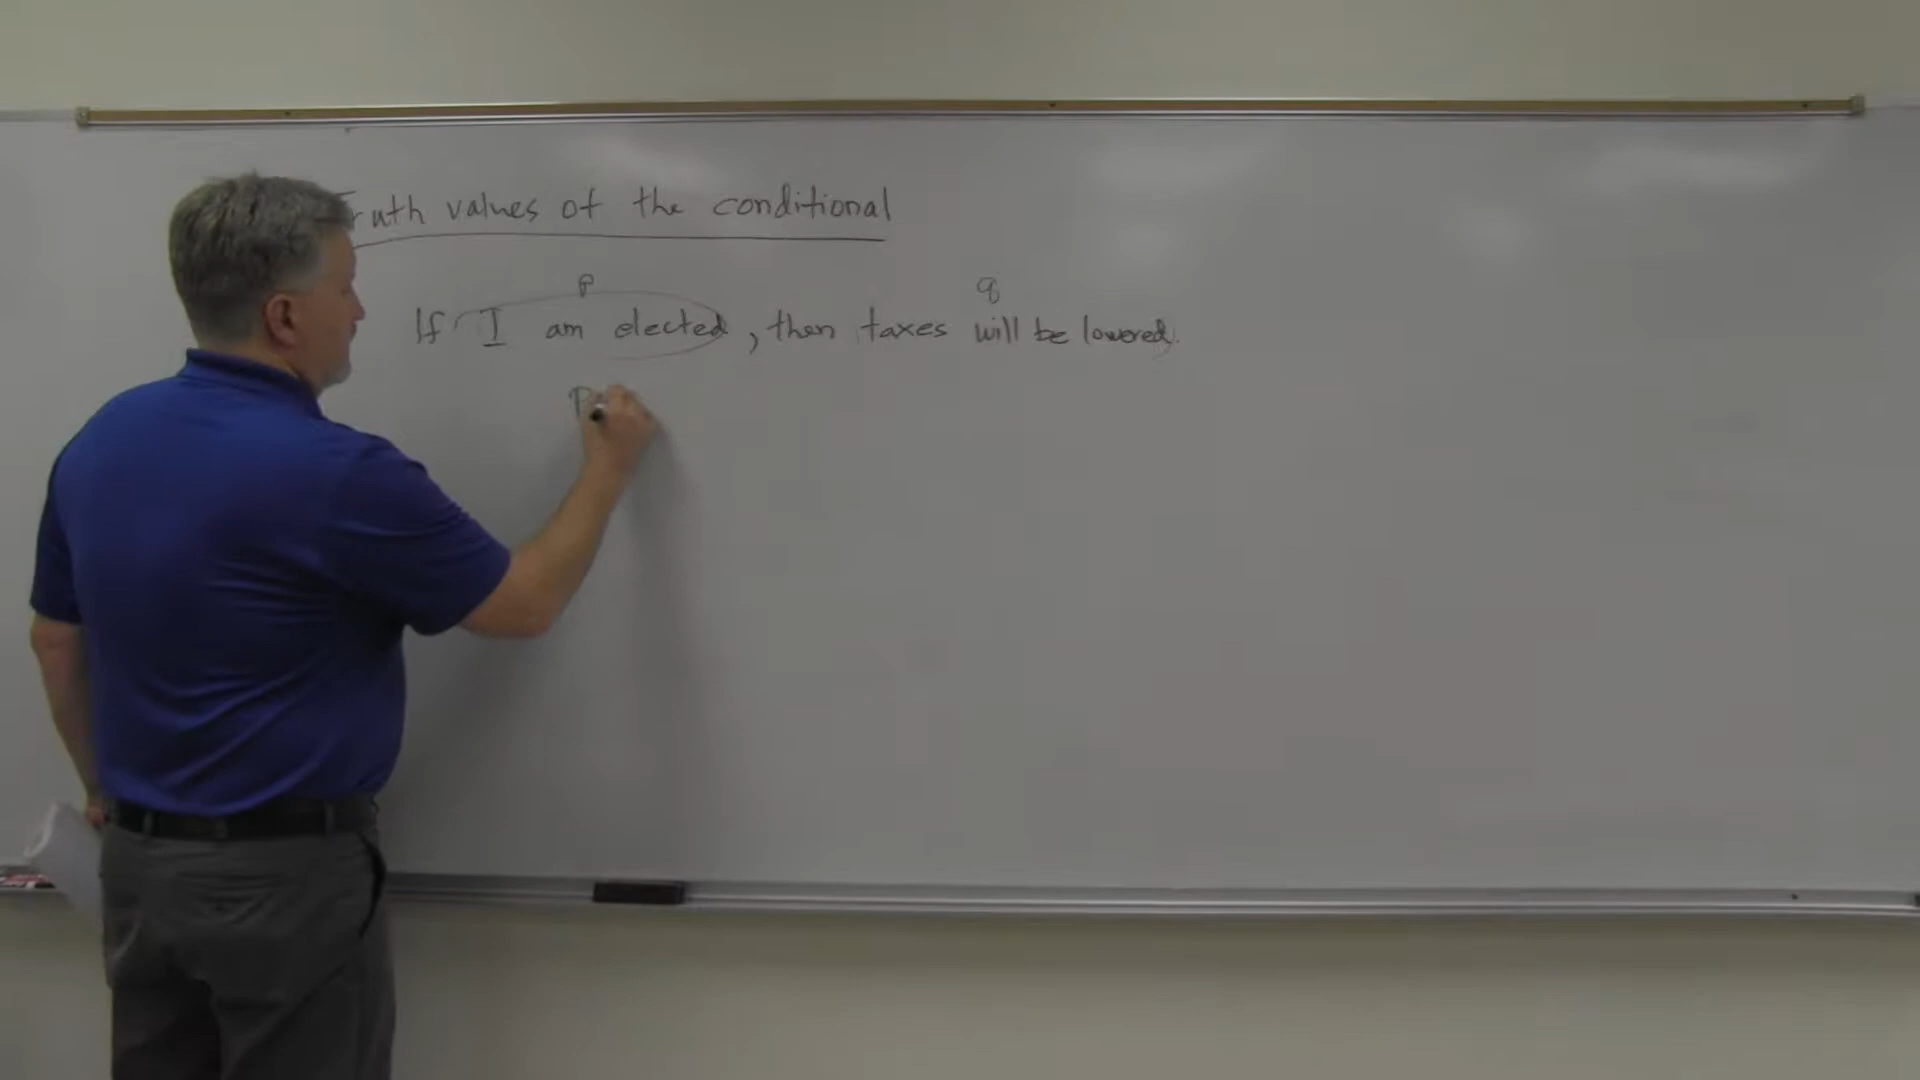 Truth values of the conditional
p q
If I am elected, then taxes will be lowered.
p